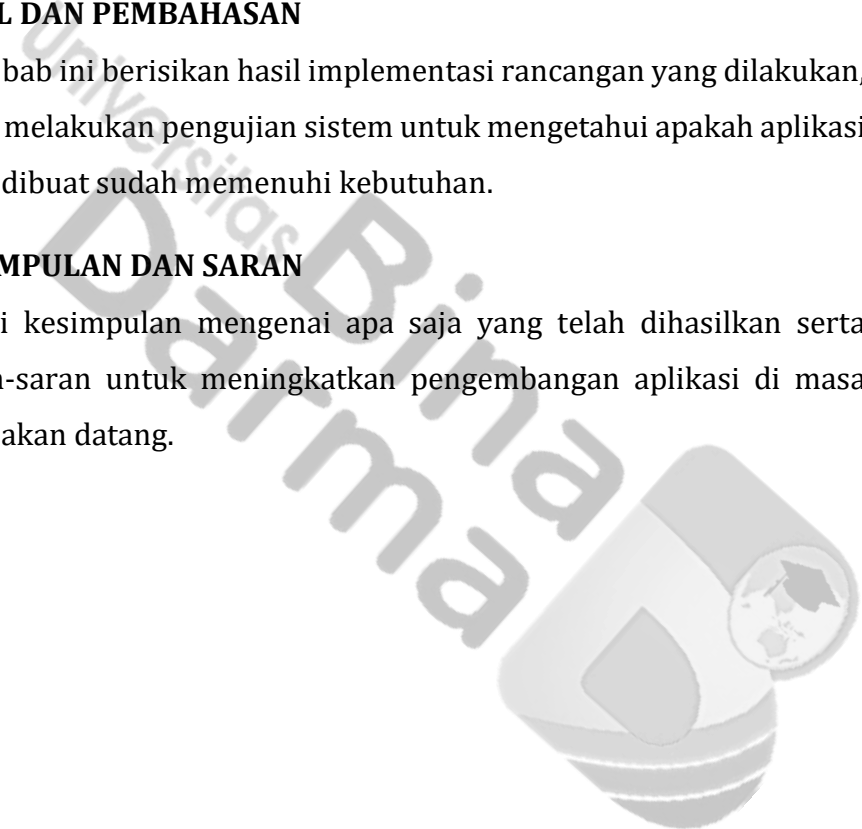 L DAN PEMBAHASAN
bab ini berisikan hasil implementasi rancangan yang dilakukan,
melakukan pengujian sistem untuk mengetahui apakah aplikasi
dibuat sudah memenuhi kebutuhan.
MPULAN DAN SARAN
i kesimpulan mengenai apa saja yang telah dihasilkan serta
-saran untuk meningkatkan pengembangan aplikasi di masa
akan datang.
Universitas
Bina
Darma